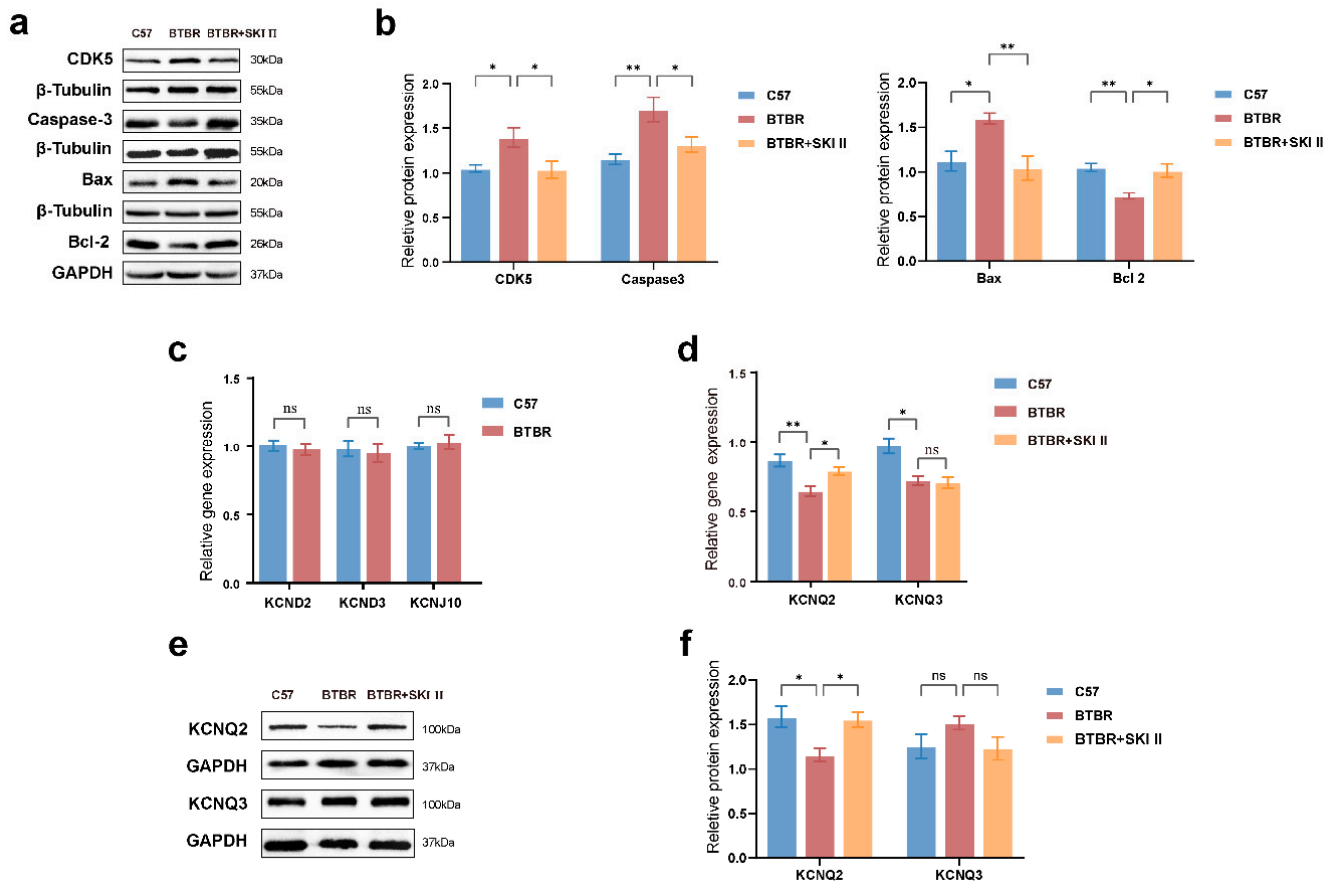 a
C57 BTBR BTBR+SKI II
CDK5 30kDa
β-Tubulin 55kDa
Caspase-3 35kDa
β-Tubulin 55kDa
Bax 20kDa
β-Tubulin 55kDa
Bcl-2 26kDa
GAPDH 37kDa
b
Reletive protein expression
2.0
1.5
1.0
0.5
0.0
* * ** *
CDK5 Caspase3
C57
BTBR
BTBR+SKI II
Reletive protein expression
2.0
1.5
1.0
0.5
0.0
* ** ** *
Bax Bcl 2
C57
BTBR
BTBR+SKI II
c
Relative gene expression
1.5
1.0
0.5
0.0
ns ns ns
KCND2 KCND3 KCNJ10
C57
BTBR
d
Relative gene expression
1.5
1.0
0.5
0.0
** * * ns
KCNQ2 KCNQ3
C57
BTBR
BTBR+SKI II
e
C57 BTBR BTBR+SKI II
KCNQ2 100kDa
GAPDH 37kDa
KCNQ3 100kDa
GAPDH 37kDa
f
Reletive protein expression
2.0
1.5
1.0
0.5
0.0
* * ns ns
KCNQ2 KCNQ3
C57
BTBR
BTBR+SKI II